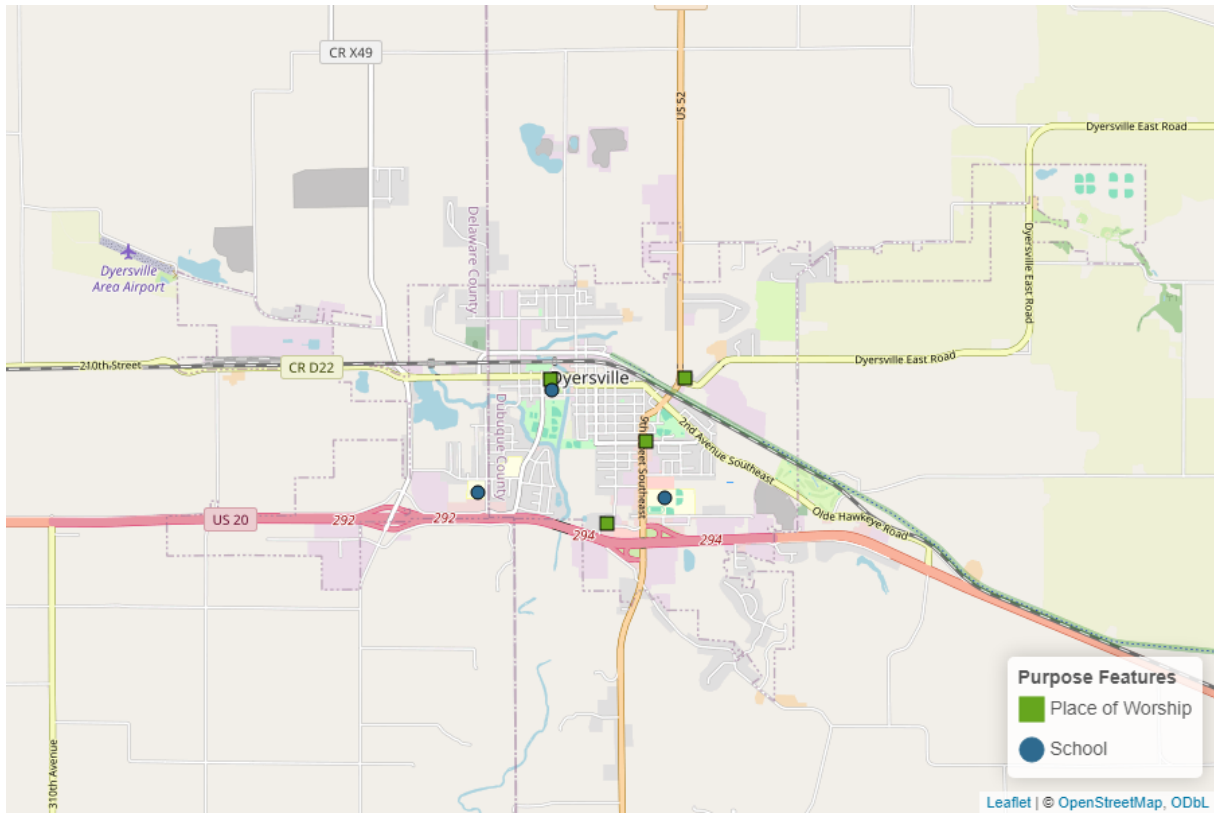 CR X49
US 52
Dyersville East Road
Delaware County
Dyersville
Area Airport
Dyersville East Road
210th Street
CR D22
Dyersville
Dyersville East Road
Dubuque County
2nd Avenue Southeast
US 20
292
292
294
294
Olde Hawkeye Road
310th Avenue
Purpose Features
Place of Worship
School
Leaflet | © OpenStreetMap, ODbL